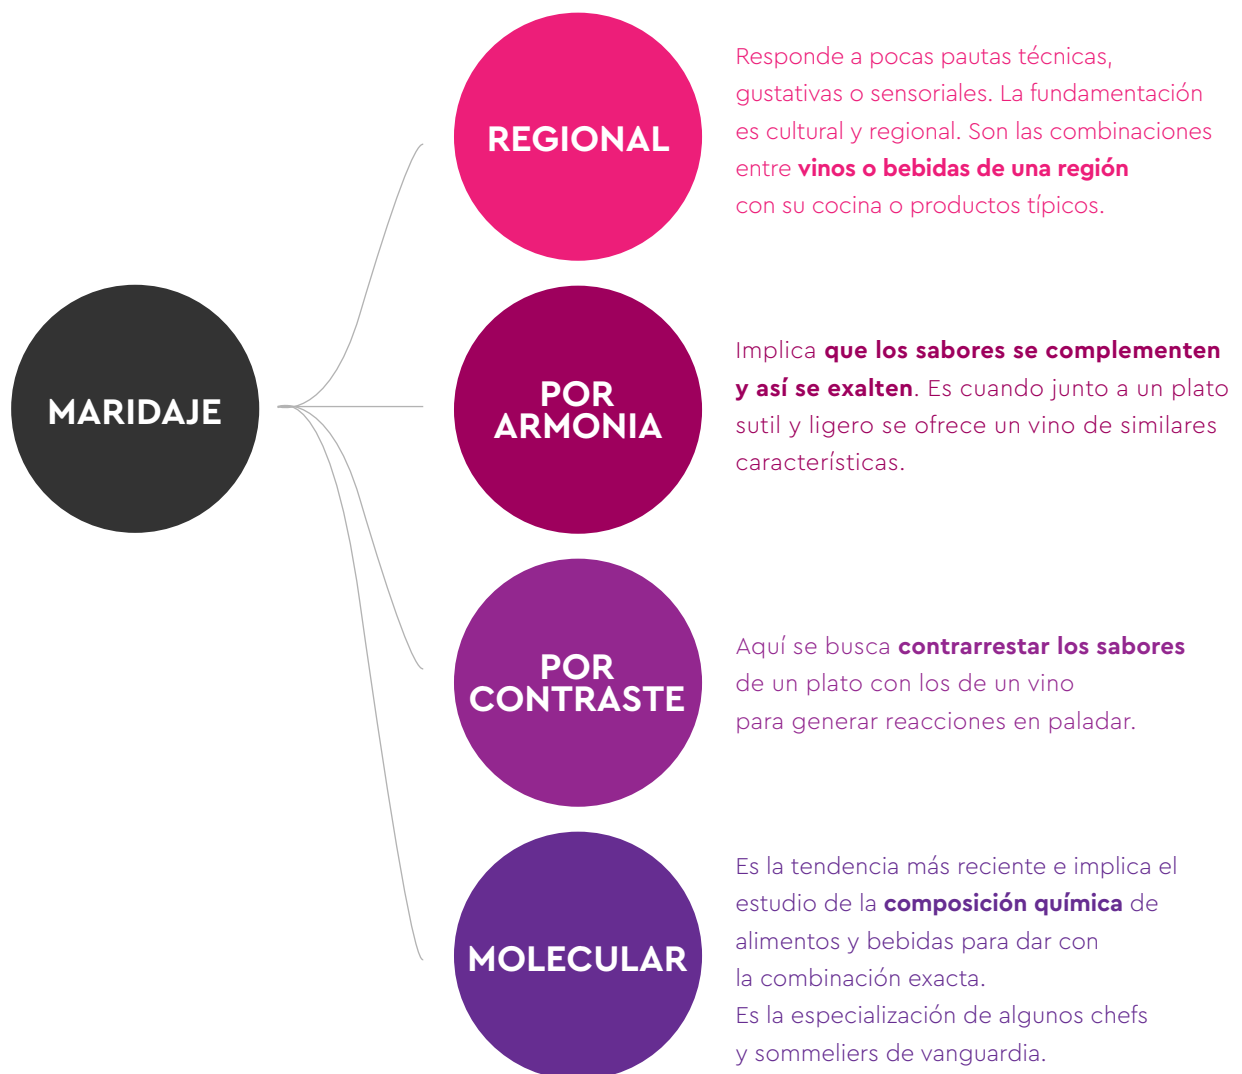 MARIDAJE
REGIONAL
Responde a pocas pautas técnicas,
gustativas o sensoriales. La fundamentación
es cultural y regional. Son las combinaciones
entre vinos o bebidas de una región
con su cocina o productos típicos.
POR
ARMONIA
Implica que los sabores se complementen
y así se exalten. Es cuando junto a un plato
sutil y ligero se ofrece un vino de similares
características.
POR
CONTRASTE
Aquí se busca contrarrestar los sabores
de un plato con los de un vino
para generar reacciones en paladar.
MOLECULAR
Es la tendencia más reciente e implica el
estudio de la composición química de
alimentos y bebidas para dar con
la combinación exacta.
Es la especialización de algunos chefs
y sommeliers de vanguardia.